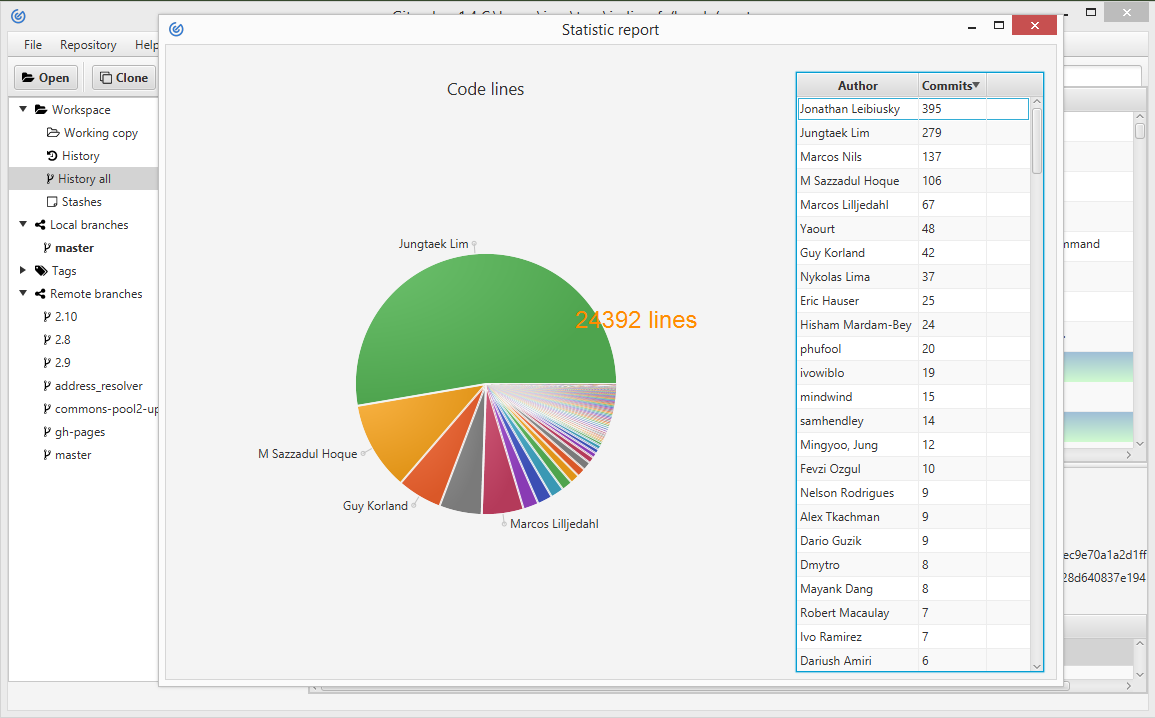 Statistic report
File Repository Help
Open Clone
Workspace
Working copy
History
History all
Stashes
Local branches
master
Tags
Remote branches
2.10
2.8
2.9
address_resolver
commons-pool2-up
gh-pages
master
Code lines
Jungtaek Lim
24392 lines
M Sazzadul Hoque
Guy Korland
Marcos Lilljedahl
Author Commits
Jonathan Leibiusky 395
Jungtaek Lim 279
Marcos Nils 137
M Sazzadul Hoque 106
Marcos Lilljedahl 67
Yaourt 48
Guy Korland 42
Nykolas Lima 37
Eric Hauser 25
Hisham Mardam-Bey 24
phufool 20
ivowiblo 19
mindwind 15
samhendley 14
Mingyoo, Jung 12
Fevzi Ozgul 10
Nelson Rodrigues 9
Alex Tkachman 9
Dario Guzik 9
Dmytro 8
Mayank Dang 8
Robert Macaulay 7
Ivo Ramirez 7
Dariush Amiri 6
mmand
ec9e70a1a2d1ff
28d640837e194